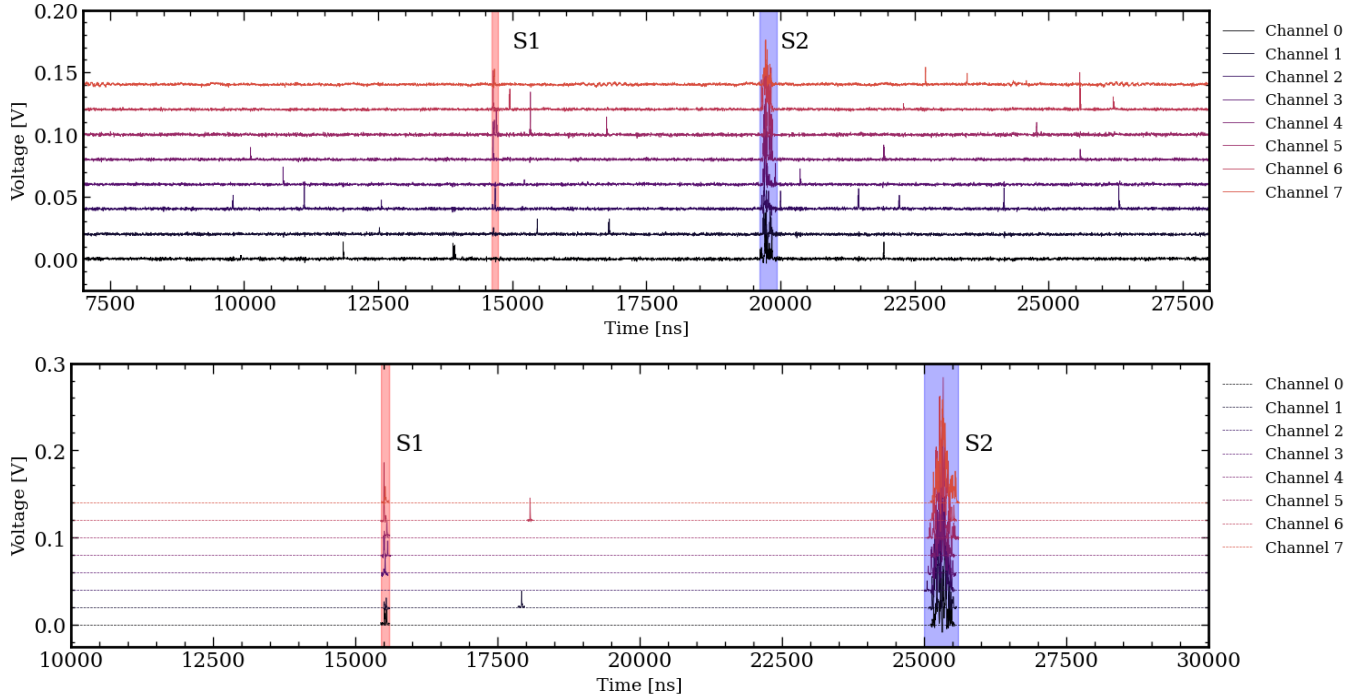 0.20
0.15
0.10
0.05
0.00
Voltage [V]
S1
S2
7500
10000
12500
15000
17500
20000
22500
25000
27500
Time [ns]
Channel 0
Channel 1
Channel 2
Channel 3
Channel 4
Channel 5
Channel 6
Channel 7
0.3
0.2
0.1
0.0
Voltage [V]
S1
S2
10000
12500
15000
17500
20000
22500
25000
27500
30000
Time [ns]
Channel 0
Channel 1
Channel 2
Channel 3
Channel 4
Channel 5
Channel 6
Channel 7